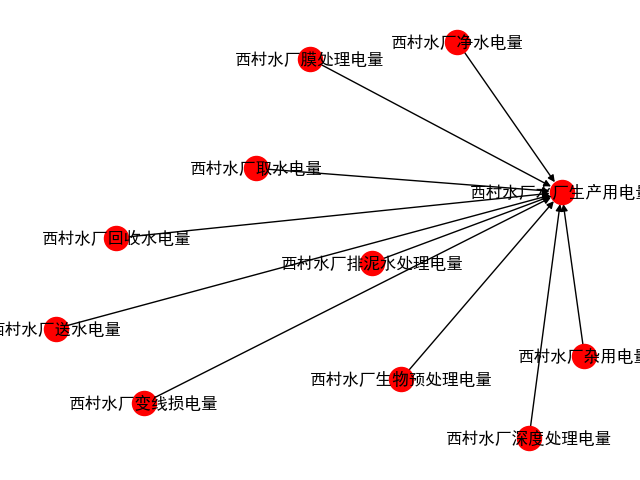 西村水厂净水电量
西村水厂膜处理电量
西村水厂取水电量
西村水厂水厂生产用电量
西村水厂回收水电量
西村水厂排泥水处理电量
西村水厂送水电量
西村水厂杂用电量
西村水厂生物预处理电量
西村水厂变线损电量
西村水厂深度处理电量